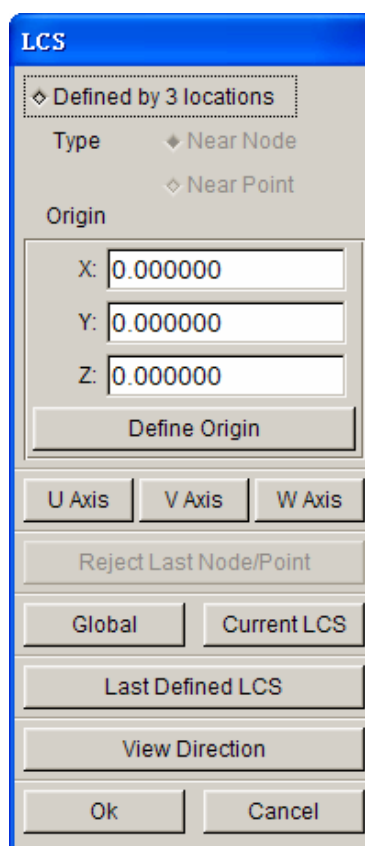 LCS
Defined by 3 locations
Type Near Node
Near Point
Origin
X: 0.000000
Y: 0.000000
Z: 0.000000
Define Origin
U Axis V Axis W Axis
Reject Last Node/Point
Global Current LCS
Last Defined LCS
View Direction
Ok Cancel